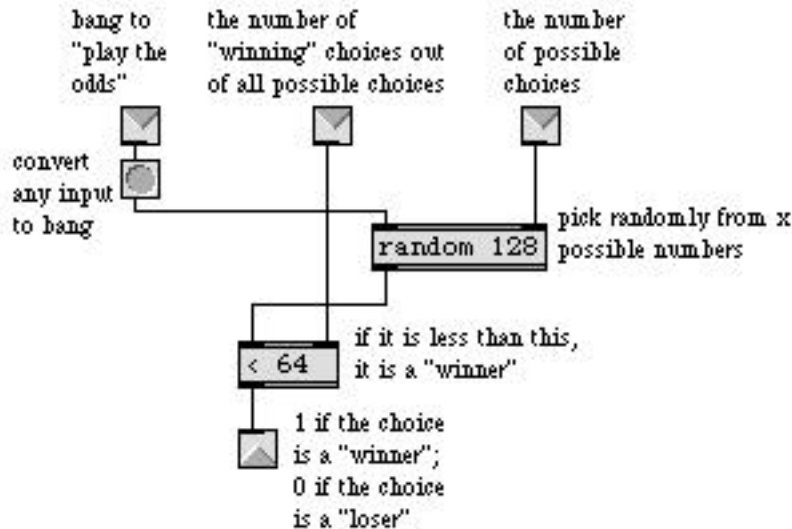 bang to
"play the
odds"
the number of
"winning" choices out
of all possible choices
the number
of possible
choices
convert
any input
to bang
random 128
pick randomly from x
possible numbers
< 64
if it is less than this,
it is a "winner"
1 if the choice
is a "winner";
0 if the choice
is a "loser"